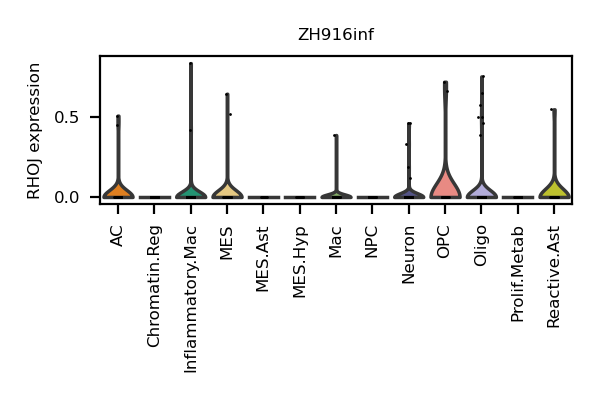 ZH916inf
RHOJ expression
0.5
0.0
AC
Chromatin.Reg
Inflammatory.Mac
MES
MES.Ast
MES.Hyp
Mac
NPC
Neuron
OPC
Oligo
Prolif.Metab
Reactive.Ast